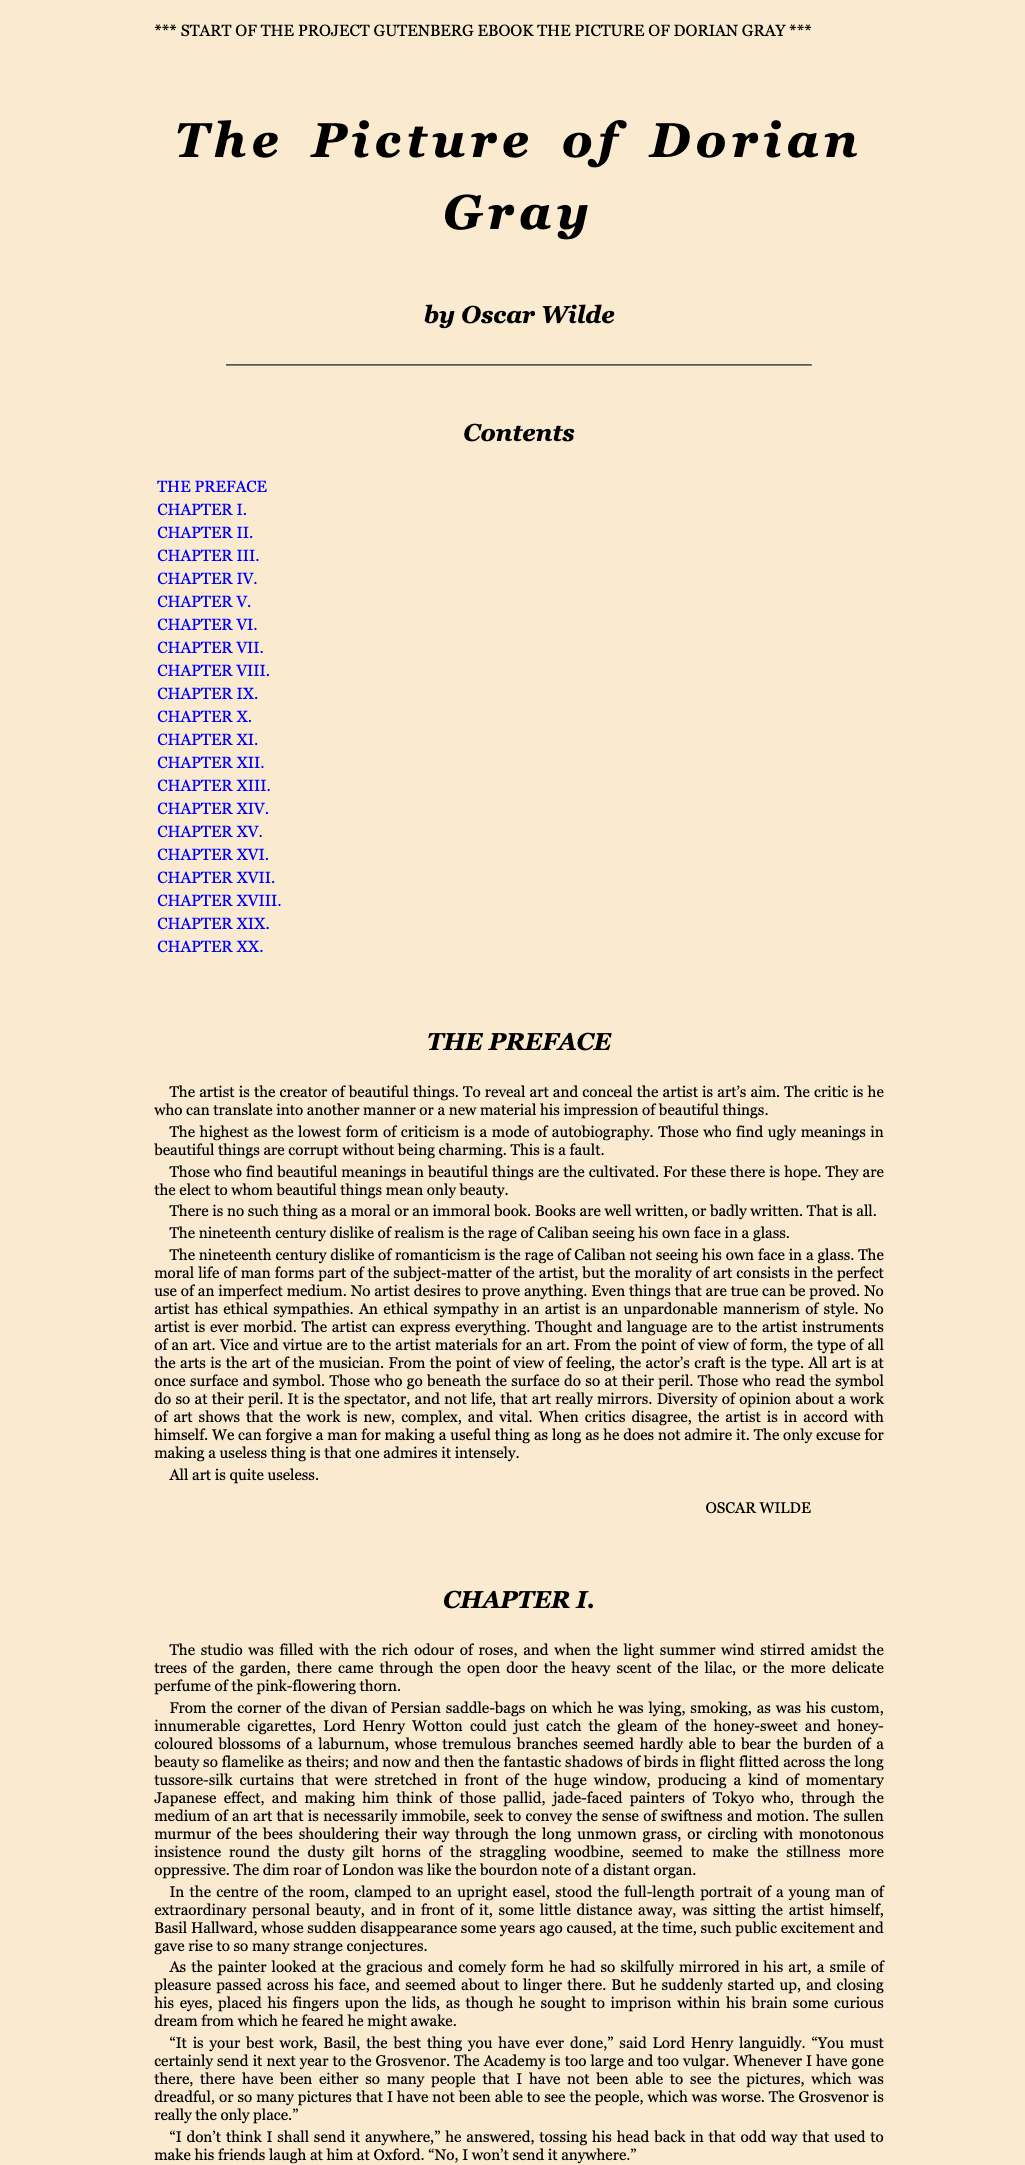 *** START OF THE PROJECT GUTENBERG EBOOK THE PICTURE OF DORIAN GRAY ***
The Picture of Dorian
Gray
by Oscar Wilde
Contents
THE PREFACE
CHAPTER I.
CHAPTER II.
CHAPTER III.
CHAPTER IV.
CHAPTER V.
CHAPTER VI.
CHAPTER VII.
CHAPTER VIII.
CHAPTER IX.
CHAPTER X.
CHAPTER XI.
CHAPTER XII.
CHAPTER XIII.
CHAPTER XIV.
CHAPTER XV.
CHAPTER XVI.
CHAPTER XVII.
CHAPTER XVIII.
CHAPTER XIX.
CHAPTER XX.
THE PREFACE
The artist is the creator of beautiful things. To reveal art and conceal the artist is art’s aim. The critic is he
who can translate into another manner or a new material his impression of beautiful things.
The highest as the lowest form of criticism is a mode of autobiography. Those who find ugly meanings in
beautiful things are corrupt without being charming. This is a fault.
Those who find beautiful meanings in beautiful things are the cultivated. For these there is hope. They are
the elect to whom beautiful things mean only beauty.
There is no such thing as a moral or an immoral book. Books are well written, or badly written. That is all.
The nineteenth century dislike of realism is the rage of Caliban seeing his own face in a glass.
The nineteenth century dislike of romanticism is the rage of Caliban not seeing his own face in a glass. The
moral life of man forms part of the subject-matter of the artist, but the morality of art consists in the perfect
use of an imperfect medium. No artist desires to prove anything. Even things that are true can be proved. No
artist has ethical sympathies. An ethical sympathy in an artist is an unpardonable mannerism of style. No
artist is ever morbid. The artist can express everything. Thought and language are to the artist instruments
of an art. Vice and virtue are to the artist materials for an art. From the point of view of form, the type of all
the arts is the art of the musician. From the point of view of feeling, the actor’s craft is the type. All art is at
once surface and symbol. Those who go beneath the surface do so at their peril. Those who read the symbol
do so at their peril. It is the spectator, and not life, that art really mirrors. Diversity of opinion about a work
of art shows that the work is new, complex, and vital. When critics disagree, the artist is in accord with
himself. We can forgive a man for making a useful thing as long as he does not admire it. The only excuse for
making a useless thing is that one admires it intensely.
All art is quite useless.
OSCAR WILDE
CHAPTER I.
The studio was filled with the rich odour of roses, and when the light summer wind stirred amidst the
trees of the garden, there came through the open door the heavy scent of the lilac, or the more delicate
perfume of the pink-flowering thorn.
From the corner of the divan of Persian saddle-bags on which he was lying, smoking, as was his custom,
innumerable cigarettes, Lord Henry Wotton could just catch the gleam of the honey-sweet and honey-
coloured blossoms of a laburnum, whose tremulous branches seemed hardly able to bear the burden of a
beauty so flamelike as theirs; and now and then the fantastic shadows of birds in flight flitted across the long
tussore-silk curtains that were stretched in front of the huge window, producing a kind of momentary
Japanese effect, and making him think of those pallid, jade-faced painters of Tokyo who, through the
medium of an art that is necessarily immobile, seek to convey the sense of swiftness and motion. The sullen
murmur of the bees shouldering their way through the long unmown grass, or circling with monotonous
insistence round the dusty gilt horns of the straggling woodbine, seemed to make the stillness more
oppressive. The dim roar of London was like the bourdon note of a distant organ.
In the centre of the room, clamped to an upright easel, stood the full-length portrait of a young man of
extraordinary personal beauty, and in front of it, some little distance away, was sitting the artist himself,
Basil Hallward, whose sudden disappearance some years ago caused, at the time, such public excitement and
gave rise to so many strange conjectures.
As the painter looked at the gracious and comely form he had so skilfully mirrored in his art, a smile of
pleasure passed across his face, and seemed about to linger there. But he suddenly started up, and closing
his eyes, placed his fingers upon the lids, as though he sought to imprison within his brain some curious
dream from which he feared he might awake.
“It is your best work, Basil, the best thing you have ever done,” said Lord Henry languidly. “You must
certainly send it next year to the Grosvenor. The Academy is too large and too vulgar. Whenever I have gone
there, there have been either so many people that I have not been able to see the pictures, which was
dreadful, or so many pictures that I have not been able to see the people, which was worse. The Grosvenor is
really the only place.”
“I don’t think I shall send it anywhere,” he answered, tossing his head back in that odd way that used to
make his friends laugh at him at Oxford. “No, I won’t send it anywhere.”